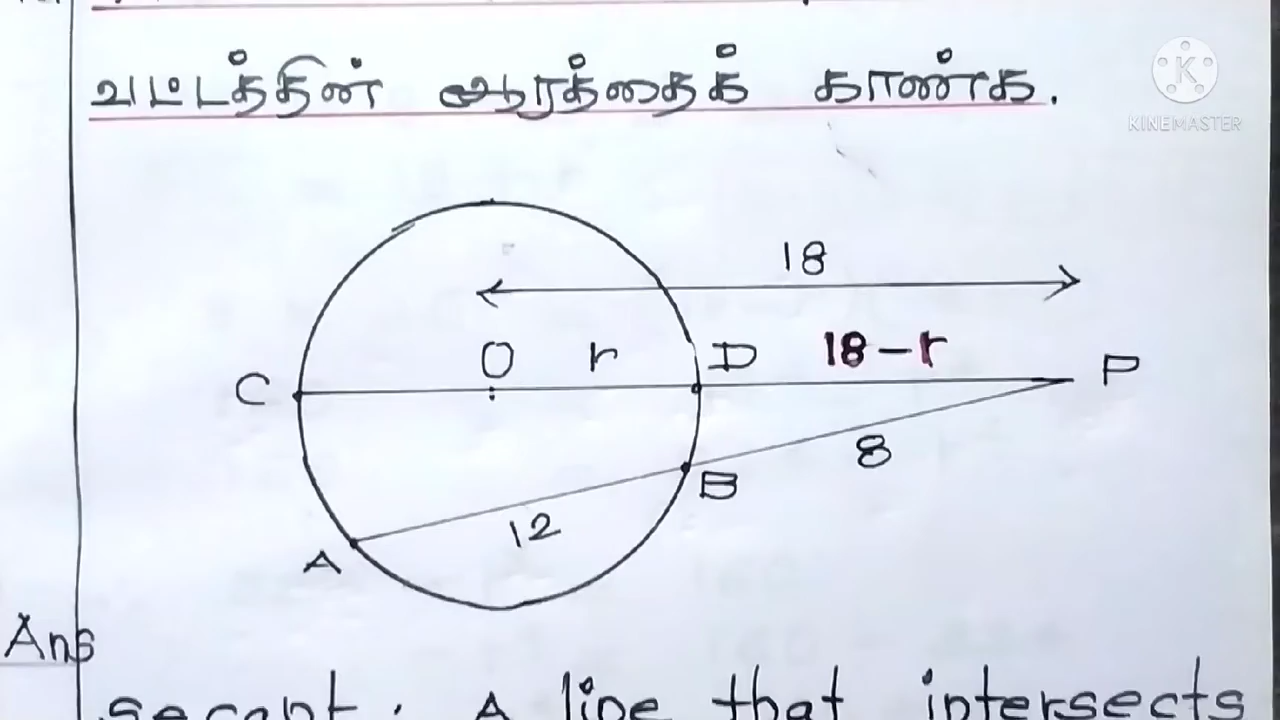 வட்டத்தின் ஆரத்தைக் காண்க.
KINEMASTER
18
O r D 18-r P
C
8
B
12
A
Ans
secant : A line that intersects